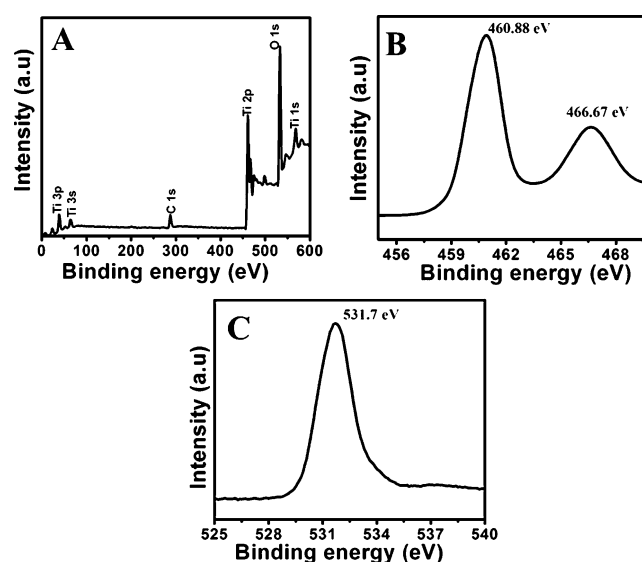 A
Intensity (a.u)
Ti 3p
Ti 3s
C 1s
Ti 2p
O 1s
Ti 1s
0 100 200 300 400 500 600
Binding energy (eV)
B
460.88 eV
466.67 eV
Intensity (a.u)
456 459 462 465 468
Binding energy (eV)
C
531.7 eV
Intensity (a.u)
525 528 531 534 537 540
Binding energy (eV)